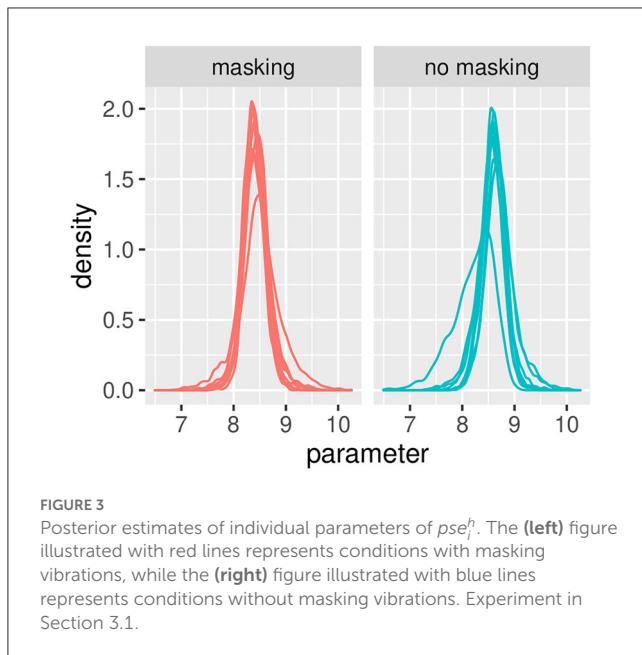 masking no masking
2.0
1.5
1.0
0.5
0.0
density
7 8 9 10 7 8 9 10
parameter
FIGURE 3
Posterior estimates of individual parameters of pseᵢʰ. The (left) figure
illustrated with red lines represents conditions with masking
vibrations, while the (right) figure illustrated with blue lines
represents conditions without masking vibrations. Experiment in
Section 3.1.